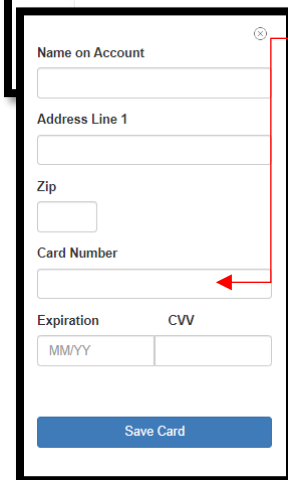 Name on Account
Address Line 1
Zip
Card Number
Expiration CVV
MM/YY
Save Card